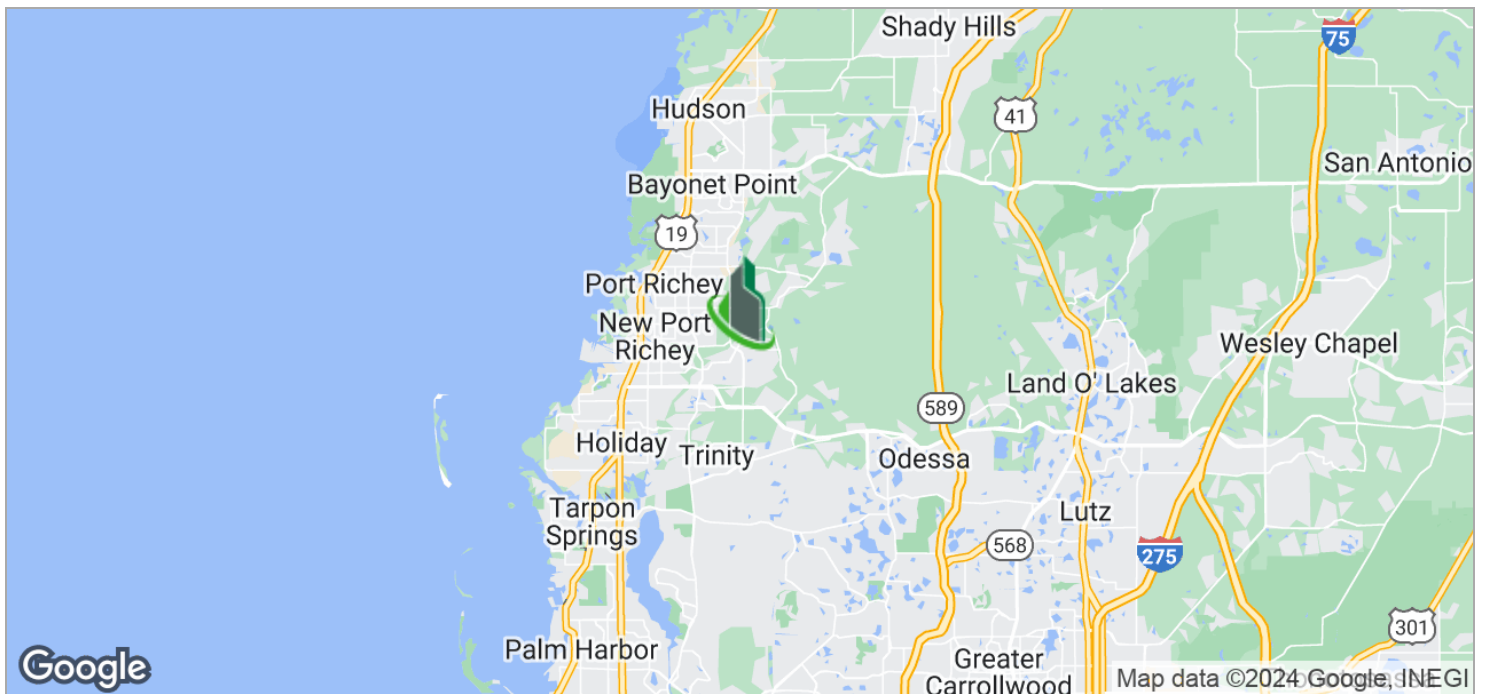 Shady Hills
75
Hudson
41
San Antonio
Bayonet Point
19
Port Richey
New Port
Richey
Wesley Chapel
Land O' Lakes
589
Holiday
Trinity
Odessa
Tarpon
Springs
Lutz
568
275
301
Palm Harbor
Greater
Carrollwood
Google
Map data ©2024 Google, INEGI